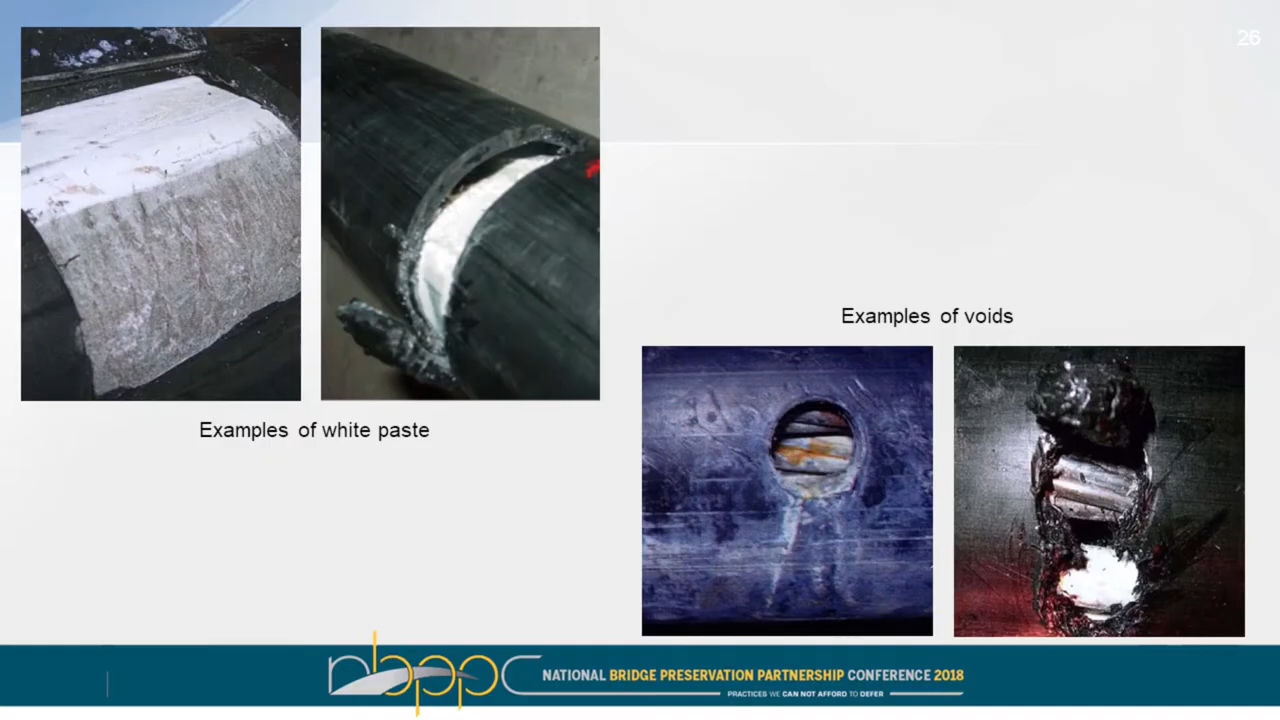 26
Examples of white paste
Examples of voids
nbppc
NATIONAL BRIDGE PRESERVATION PARTNERSHIP CONFERENCE 2018
PRACTICES WE CAN NOT AFFORD TO DEFER